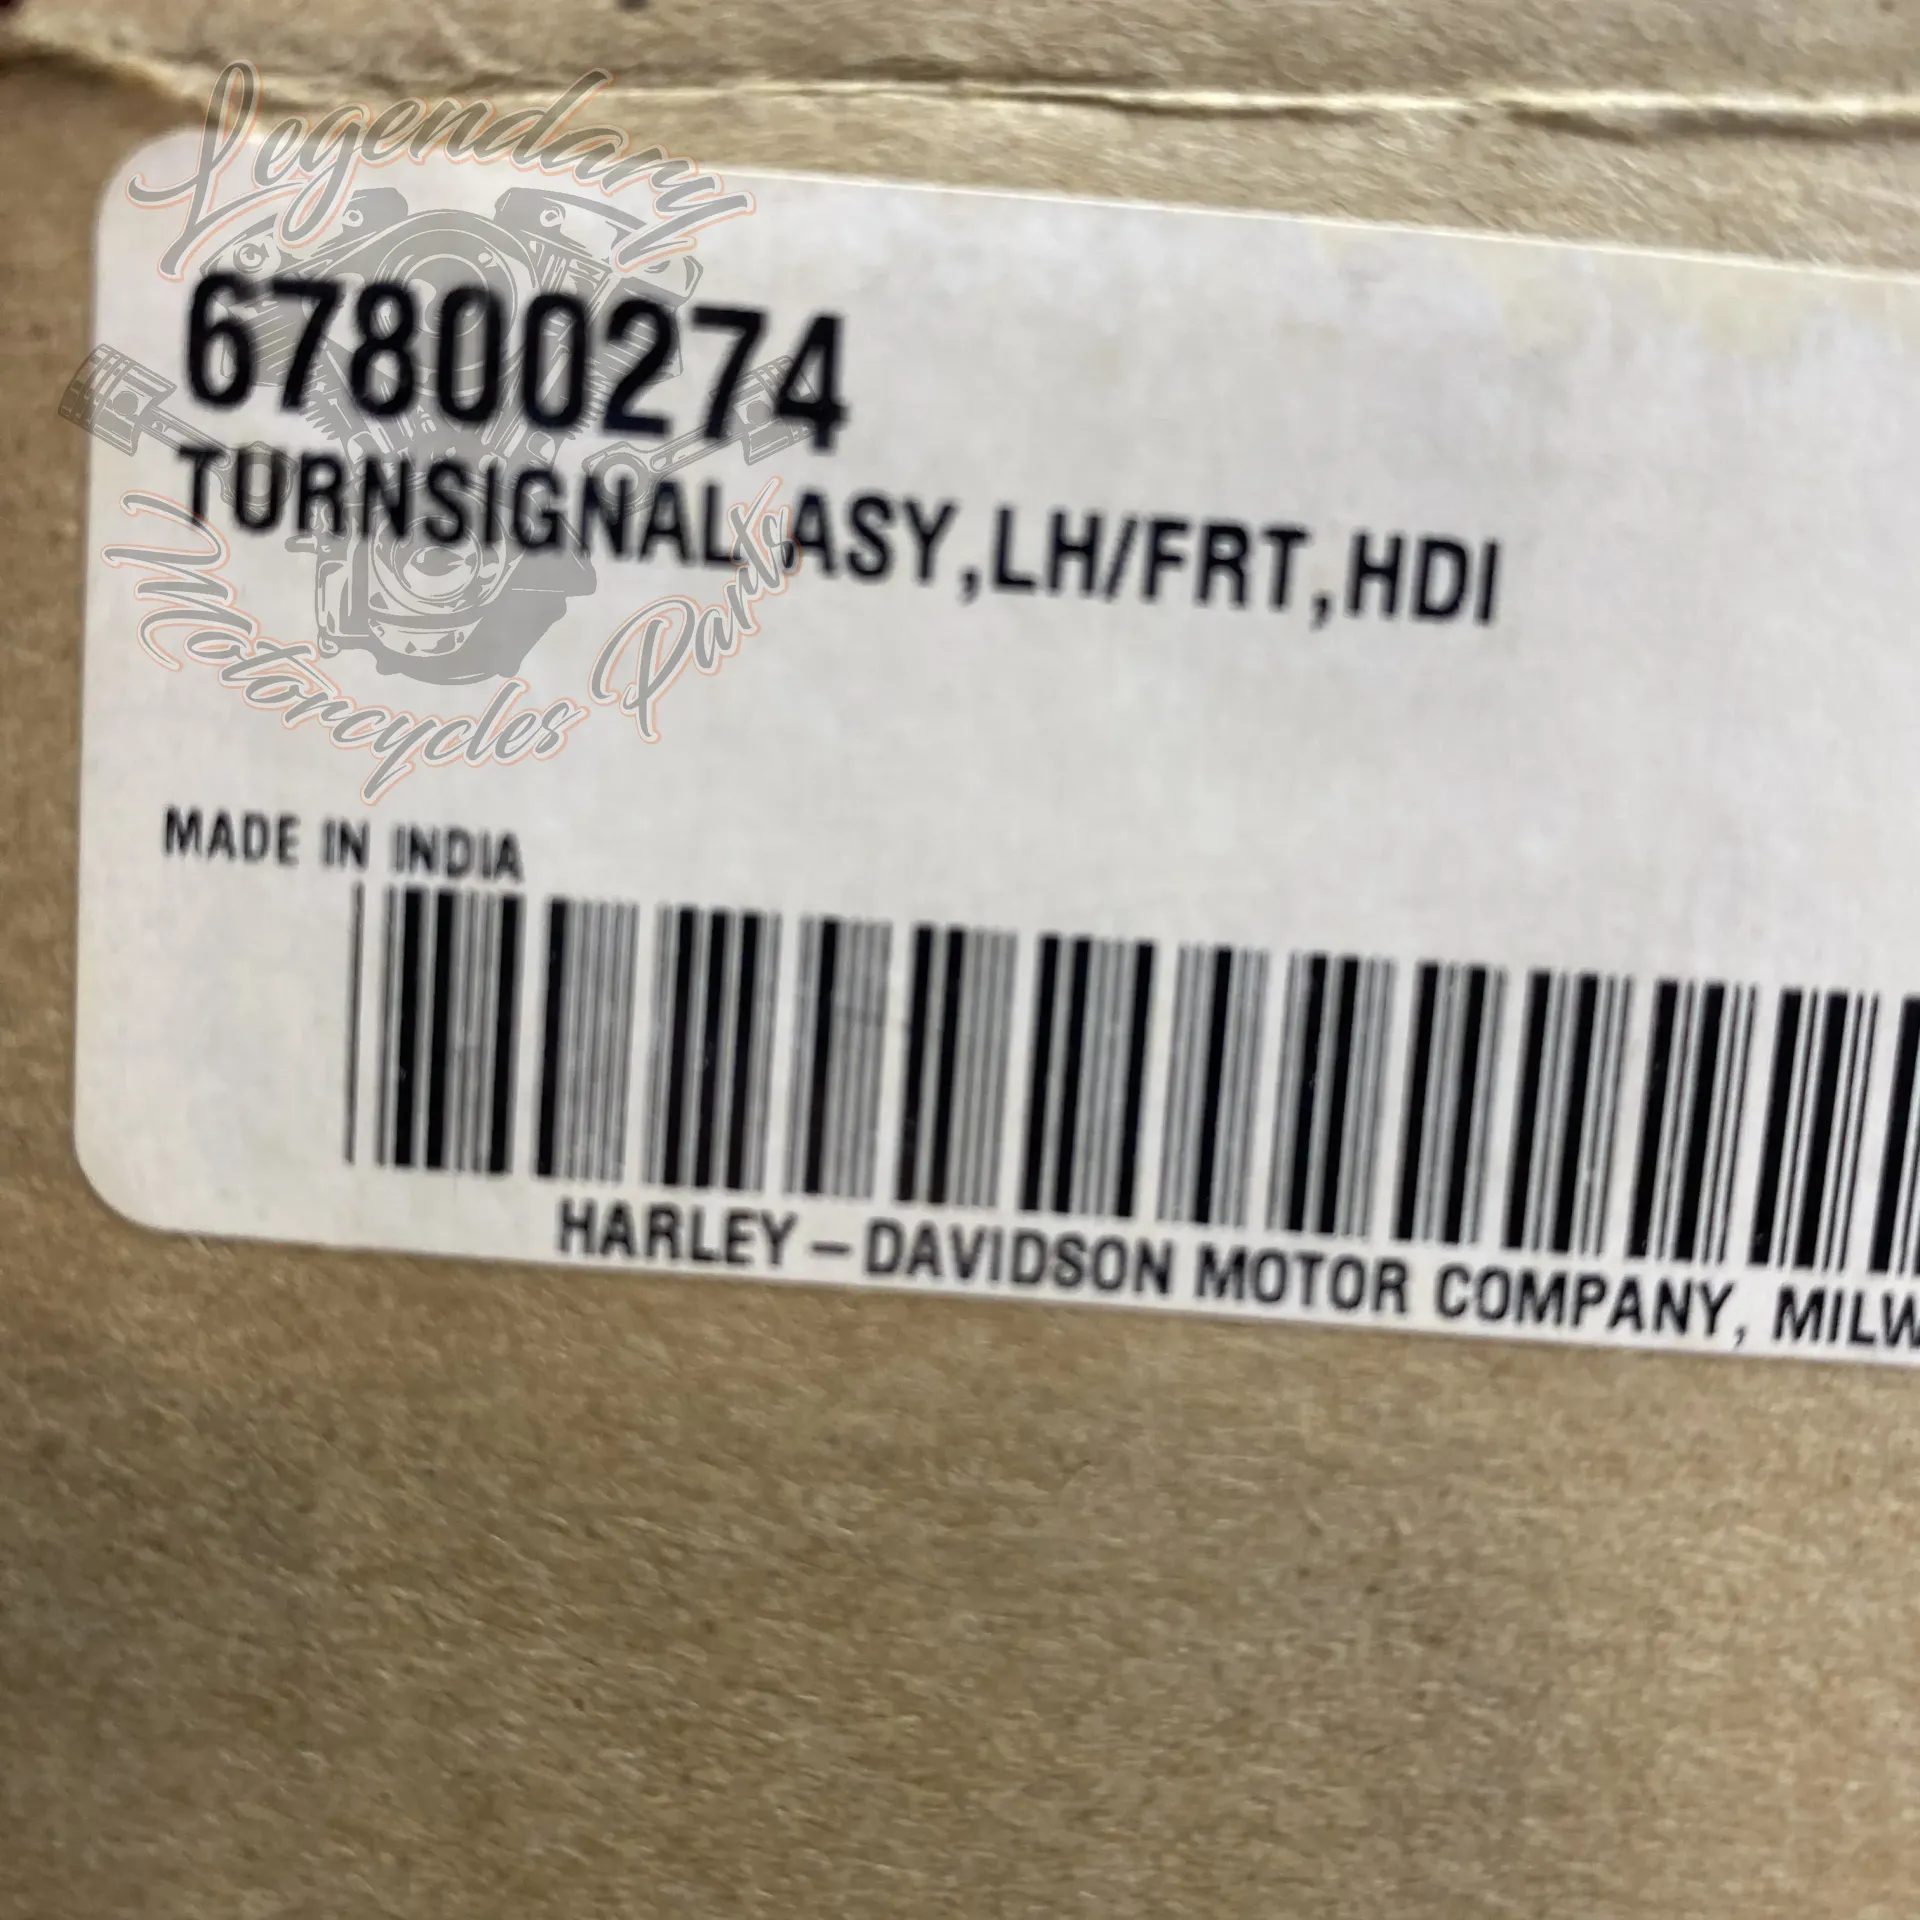 Legendary
67800274
TURNSIGNAL,ASY,LH/FRT,HDI
Motorcycles Parts
MADE IN INDIA
HARLEY-DAVIDSON MOTOR COMPANY, MILW